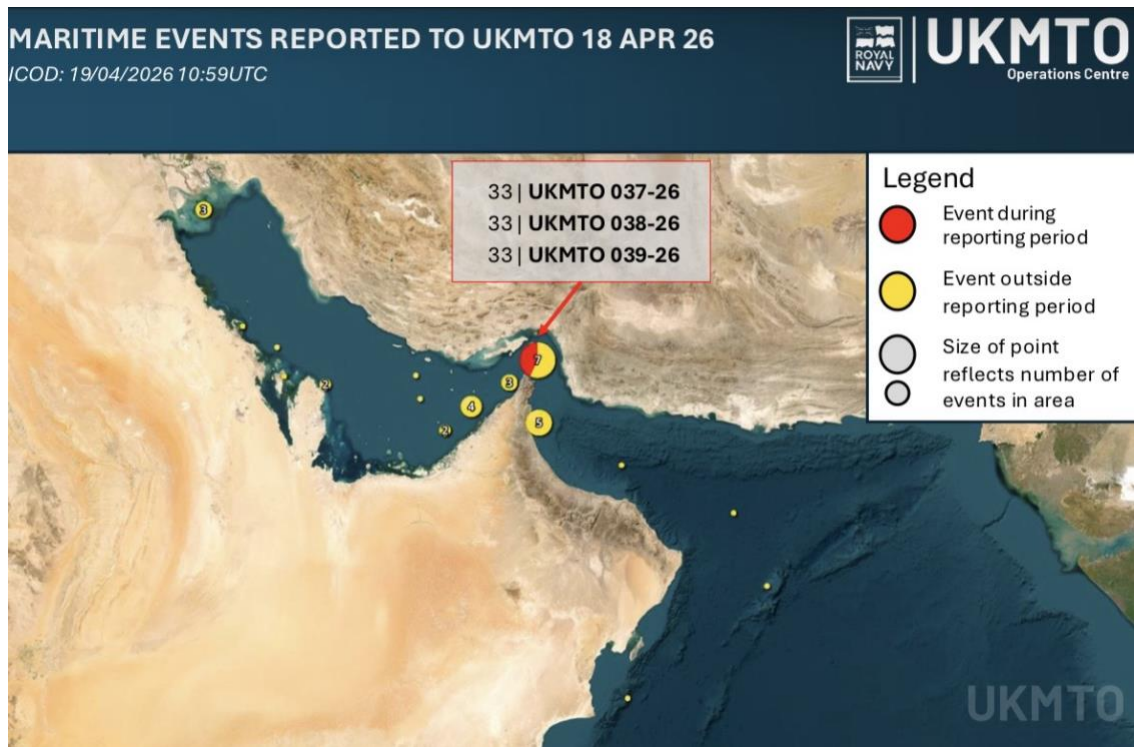 MARITIME EVENTS REPORTED TO UKMTO 18 APR 26
ICOD: 19/04/2026 10:59UTC
ROYAL
NAVY
UKMTO
Operations Centre
33 | UKMTO 037-26
33 | UKMTO 038-26
33 | UKMTO 039-26
Legend
Event during
reporting period
Event outside
reporting period
Size of point
reflects number of
events in area
3
7
3
2
4
5
2
UKMTO